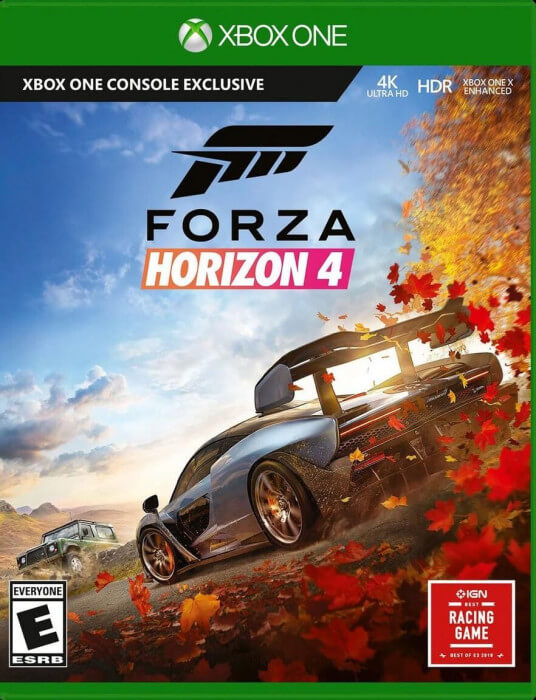 XBOX ONE
XBOX ONE CONSOLE EXCLUSIVE
4K
ULTRA HD
HDR
XBOX ONE X
ENHANCED
FORZA
HORIZON 4
EVERYONE
E
ESRB
IGN
BEST
RACING
GAME
BEST OF E3 2018